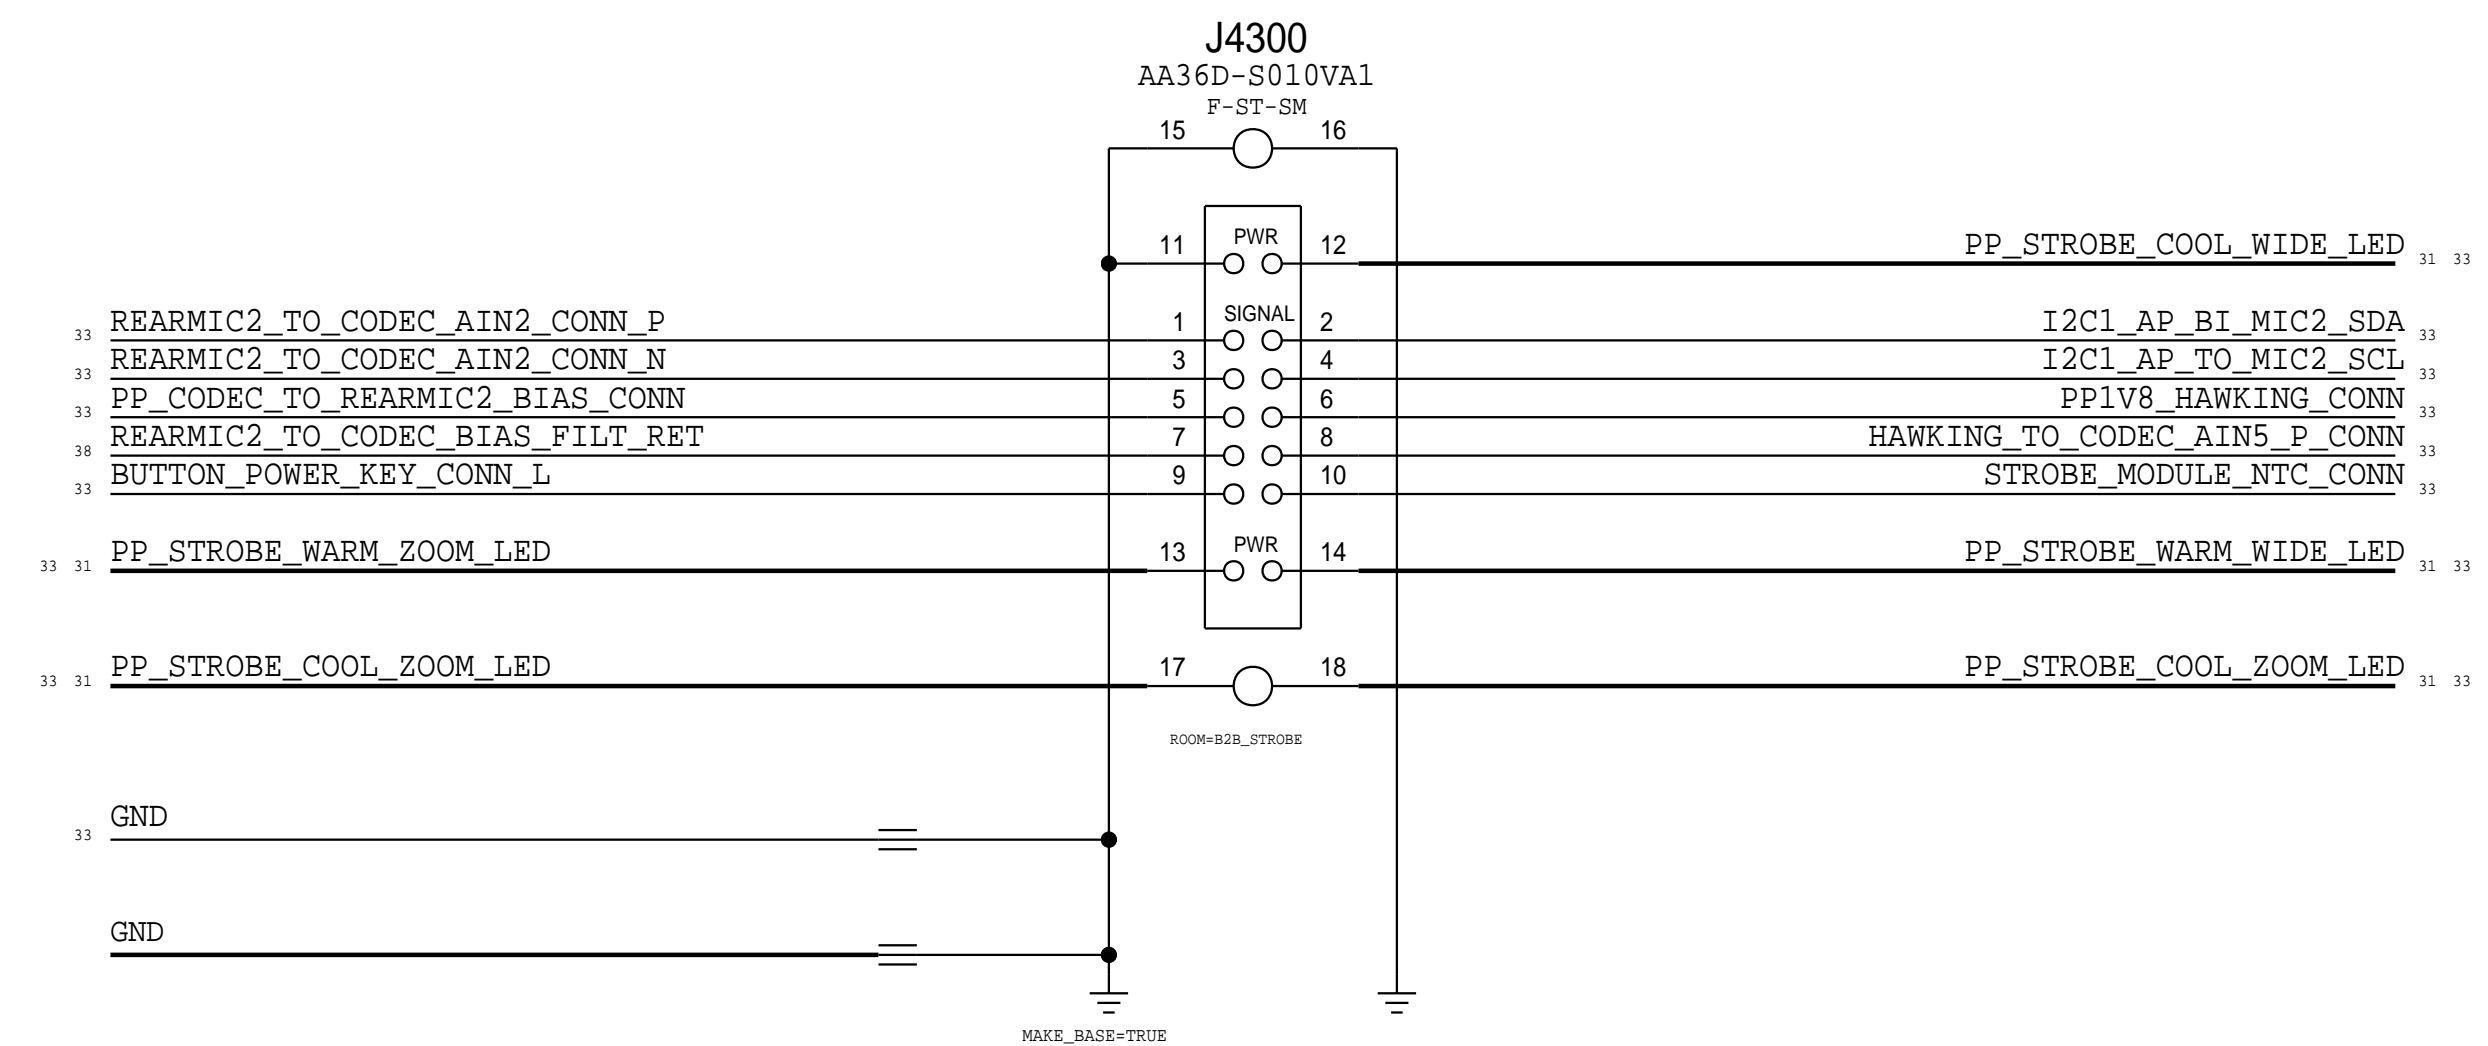 J4300
AA36D-S010VA1
F-ST-SM
15 16
11 PWR 12 PP_STROBE_COOL_WIDE_LED 31 33
SIGNAL
33 REARMIC2_TO_CODEC_AIN2_CONN_P 1 2 I2C1_AP_BI_MIC2_SDA 33
33 REARMIC2_TO_CODEC_AIN2_CONN_N 3 4 I2C1_AP_TO_MIC2_SCL 33
33 PP_CODEC_TO_REARMIC2_BIAS_CONN 5 6 PP1V8_HAWKING_CONN 33
38 REARMIC2_TO_CODEC_BIAS_FILT_RET 7 8 HAWKING_TO_CODEC_AIN5_P_CONN 33
33 BUTTON_POWER_KEY_CONN_L 9 10 STROBE_MODULE_NTC_CONN 33
33 31 PP_STROBE_WARM_ZOOM_LED 13 PWR 14 PP_STROBE_WARM_WIDE_LED 31 33
33 31 PP_STROBE_COOL_ZOOM_LED 17 18 PP_STROBE_COOL_ZOOM_LED 31 33
ROOM=B2B_STROBE
33 GND
GND
MAKE_BASE=TRUE